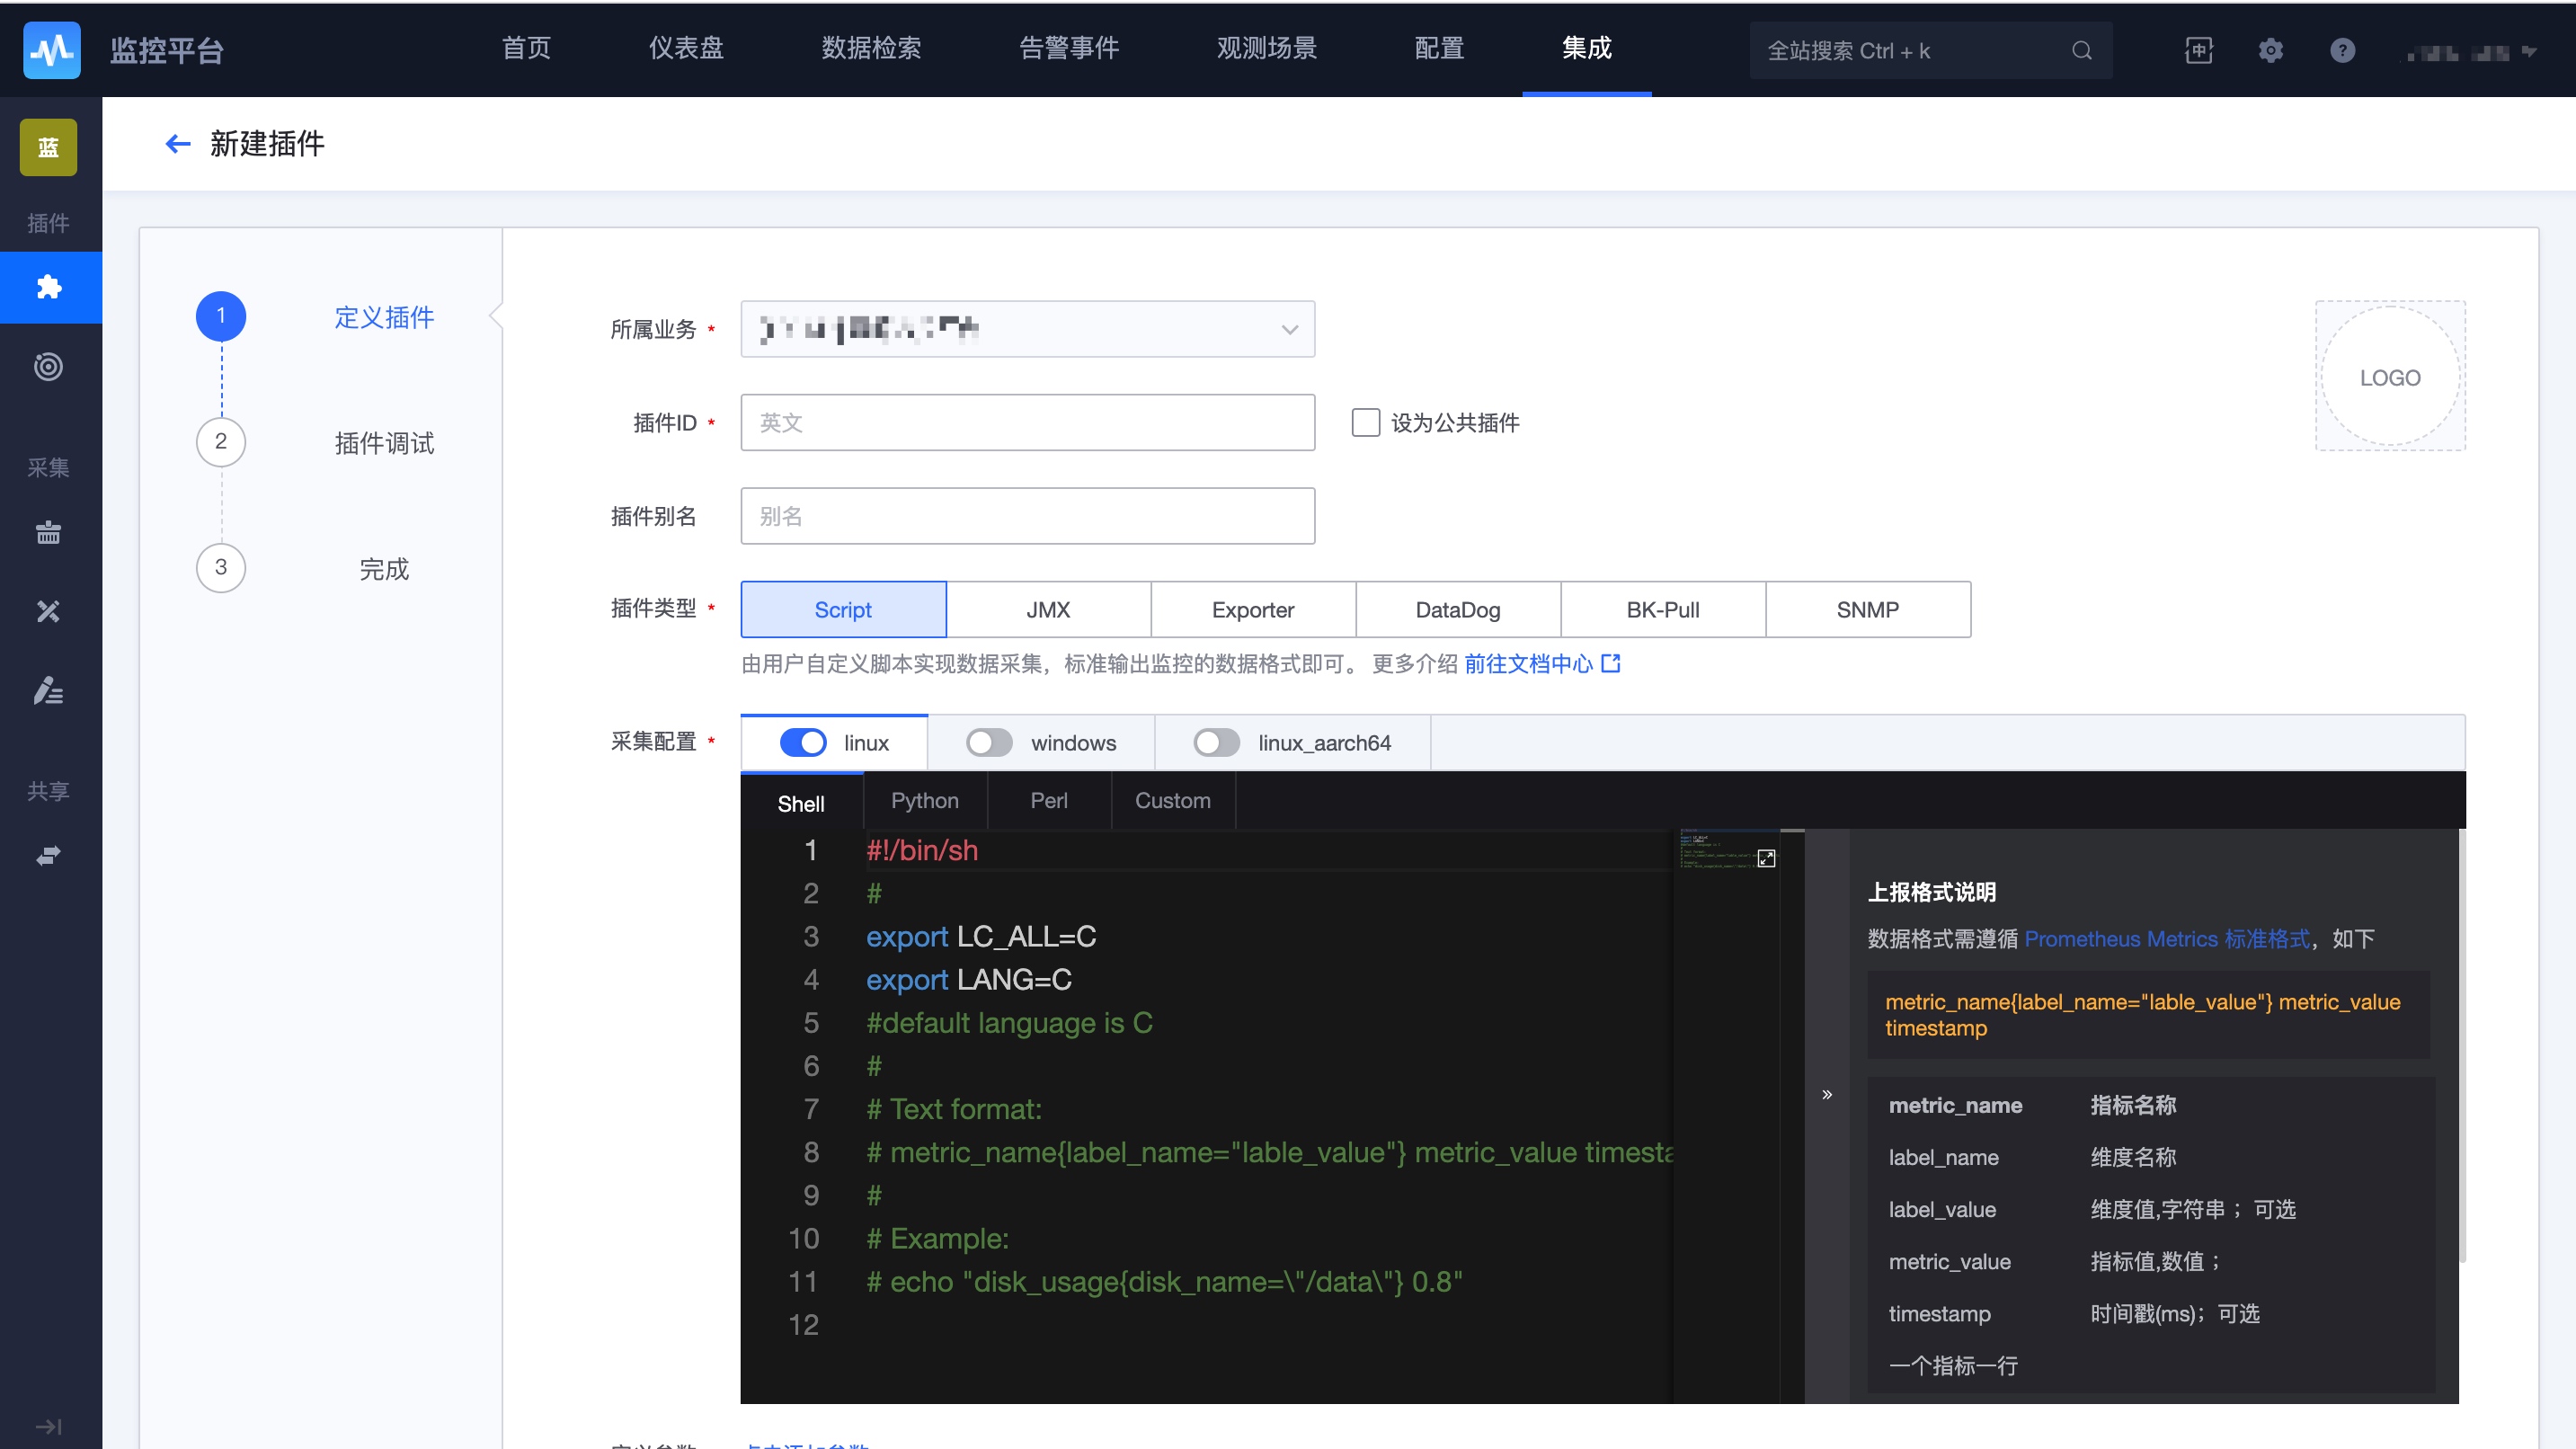 监控平台
首页 仪表盘 数据检索 告警事件 观测场景 配置 集成
全站搜索 Ctrl + k
中
?
蓝
新建插件
插件
采集
共享
1 定义插件
2 插件调试
3 完成
所属业务 *
LOGO
插件ID * 英文 设为公共插件
插件别名 别名
插件类型 * Script JMX Exporter DataDog BK-Pull SNMP
由用户自定义脚本实现数据采集，标准输出监控的数据格式即可。 更多介绍 前往文档中心
采集配置 * linux windows linux_aarch64
Shell Python Perl Custom
1 #!/bin/sh
2 #
3 export LC_ALL=C
4 export LANG=C
5 #default language is C
6 #
7 # Text format:
8 # metric_name{label_name="lable_value"} metric_value timesta
9 #
10 # Example:
11 # echo "disk_usage{disk_name=\"/data\"} 0.8"
12
上报格式说明
数据格式需遵循 Prometheus Metrics 标准格式，如下
metric_name{label_name="lable_value"} metric_value
timestamp
metric_name 指标名称
label_name 维度名称
label_value 维度值,字符串；可选
metric_value 指标值,数值；
timestamp 时间戳(ms)；可选
一个指标一行